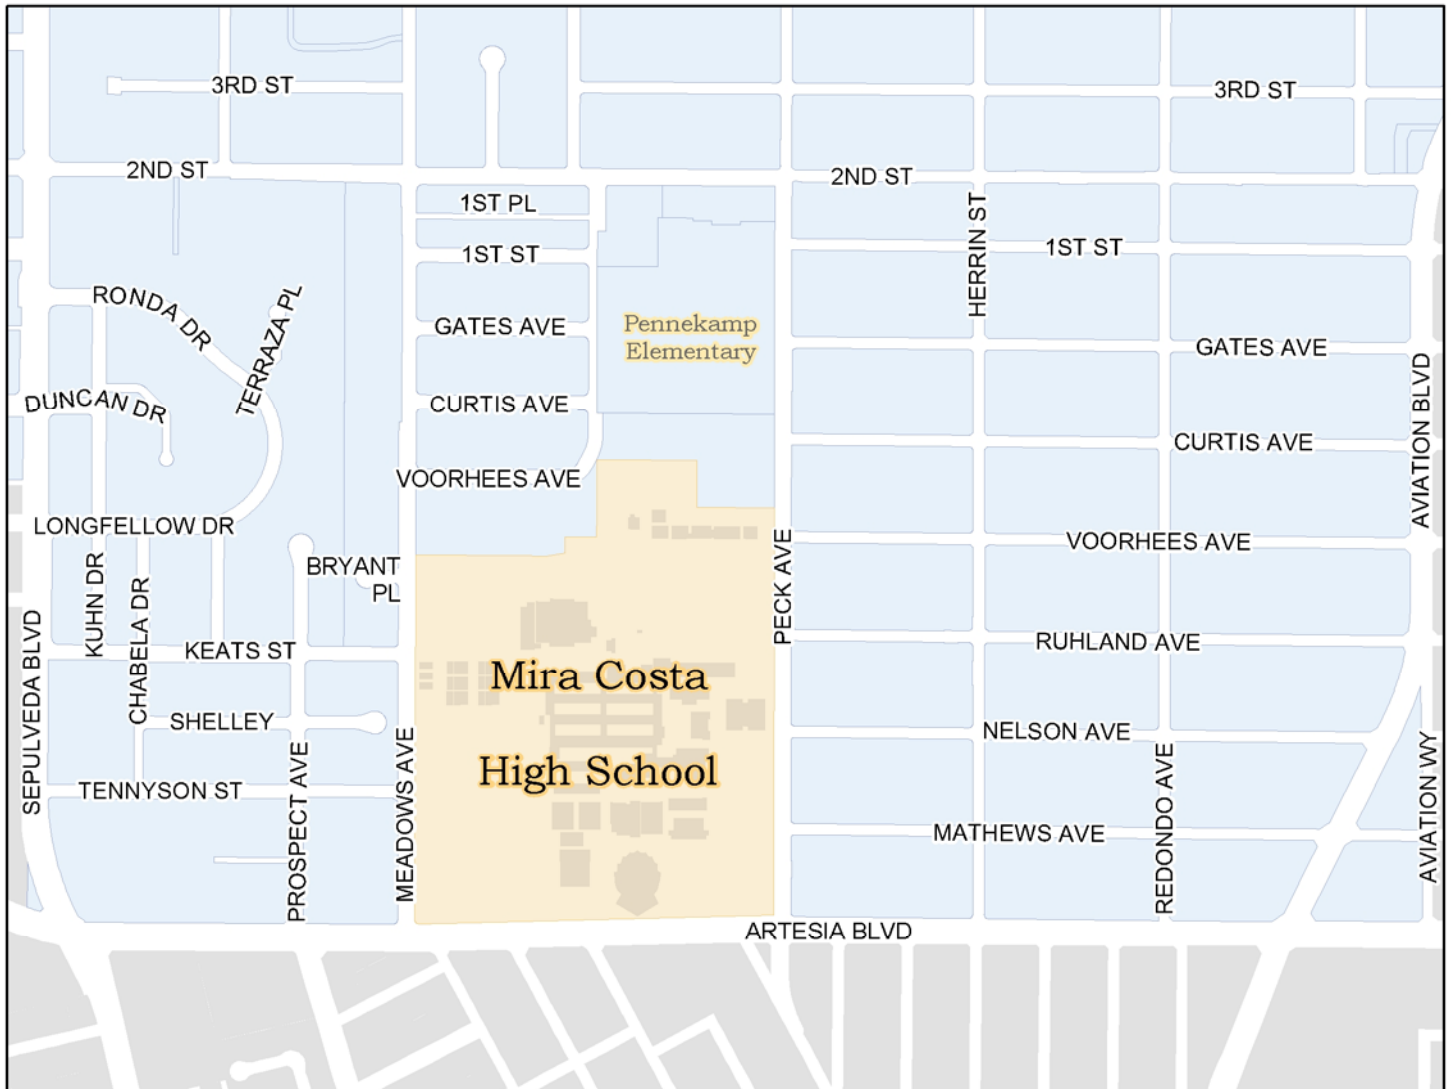 3RD ST
3RD ST
2ND ST
2ND ST
1ST PL
HERRIN ST
1ST ST
1ST ST
RONDA DR
TERRAZA PL
Pennekamp
Elementary
GATES AVE
GATES AVE
DUNCAN DR
CURTIS AVE
AVIATION BLVD
CURTIS AVE
VOORHEES AVE
LONGFELLOW DR
VOORHEES AVE
BRYANT
PL
PECK AVE
KUHN DR
CHABELA DR
SEPULVEDA BLVD
KEATS ST
RUHLAND AVE
Mira Costa
High School
SHELLEY
NELSON AVE
MEADOWS AVE
PROSPECT AVE
TENNYSON ST
REDONDO AVE
AVIATION WY
MATHEWS AVE
ARTESIA BLVD